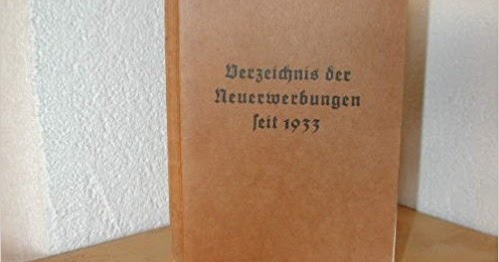 Verzeichnis der
Neuerwerbungen
seit 1933